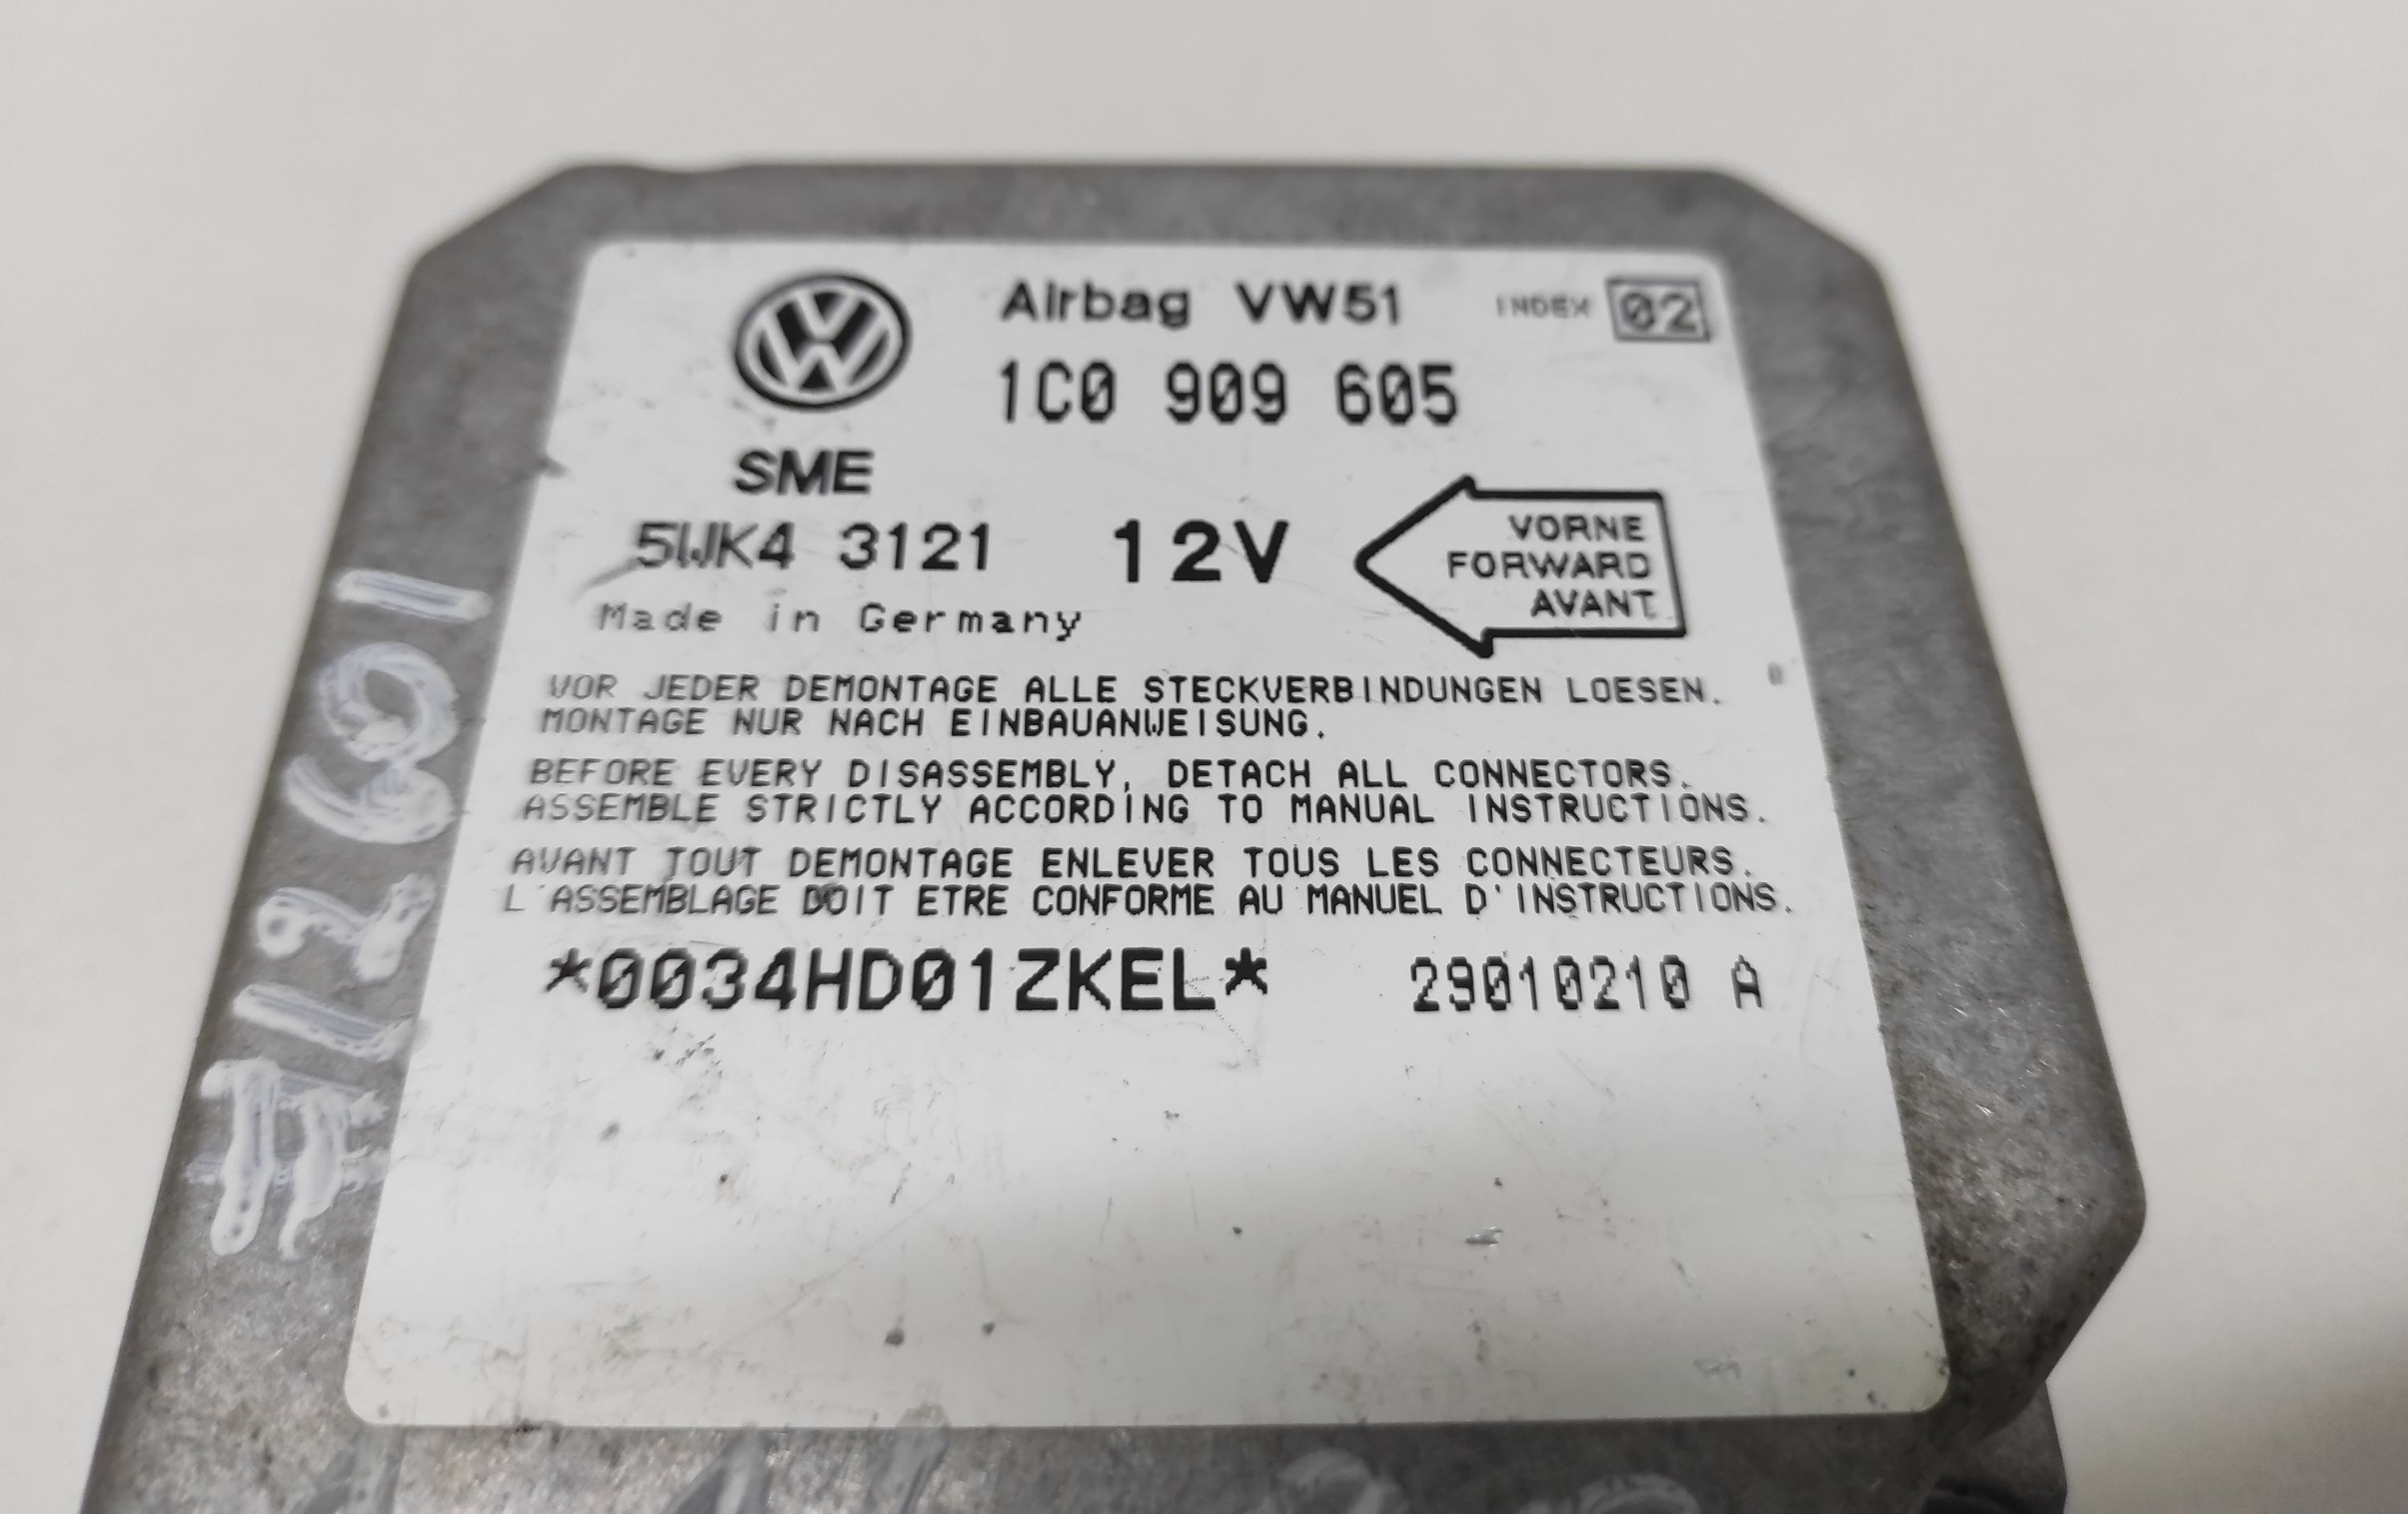 Airbag VW51 INDEX 02
1C0 909 605
SME
5WK4 3121 12V
VORNE
FORWARD
AVANT
Made in Germany
VOR JEDER DEMONTAGE ALLE STECKVERBINDUNGEN LOESEN.
MONTAGE NUR NACH EINBAUANWEISUNG.
BEFORE EVERY DISASSEMBLY, DETACH ALL CONNECTORS.
ASSEMBLE STRICTLY ACCORDING TO MANUAL INSTRUCTIONS.
AVANT TOUT DEMONTAGE ENLEVER TOUS LES CONNECTEURS.
L'ASSEMBLAGE DOIT ETRE CONFORME AU MANUEL D'INSTRUCTIONS.
*0034HD01ZKEL* 29010210 A